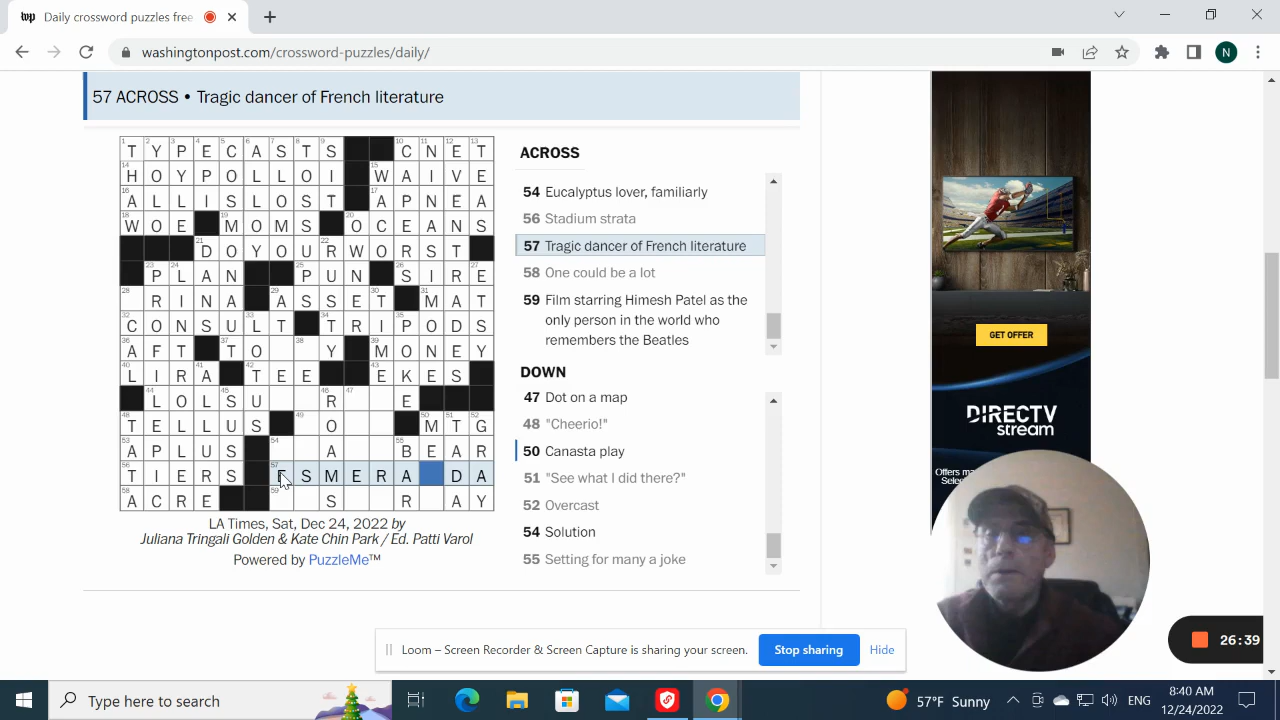 Daily crossword puzzles free
washingtonpost.com/crossword-puzzles/daily/
N
57 ACROSS • Tragic dancer of French literature
T Y P E C A S T S C N E T
H O Y P O L L O I W A I V E
A L L I S L O S T A P N E A
W O E M O M S O C E A N S
D O Y O U R W O R S T
P L A N P U N S I R E
R I N A A S S E T M A T
C O N S U L T T R I P O D S
A F T T O Y M O N E Y
L I R A T E E E K E S
L O L S U R E
T E L L U S O M T G
A P L U S A B E A R
T I E R S S M E R A D A
A C R E S R A Y
LA Times, Sat, Dec 24, 2022 by
Juliana Tringali Golden & Kate Chin Park / Ed. Patti Varol
Powered by PuzzleMe™
ACROSS
54 Eucalyptus lover, familiarly
56 Stadium strata
57 Tragic dancer of French literature
58 One could be a lot
59 Film starring Himesh Patel as the
only person in the world who
remembers the Beatles
DOWN
47 Dot on a map
48 "Cheerio!"
50 Canasta play
51 "See what I did there?"
52 Overcast
54 Solution
55 Setting for many a joke
GET OFFER
DIRECTV
stream
Loom – Screen Recorder & Screen Capture is sharing your screen.
Stop sharing
Hide
26:39
Type here to search
57°F Sunny
ENG
8:40 AM
12/24/2022